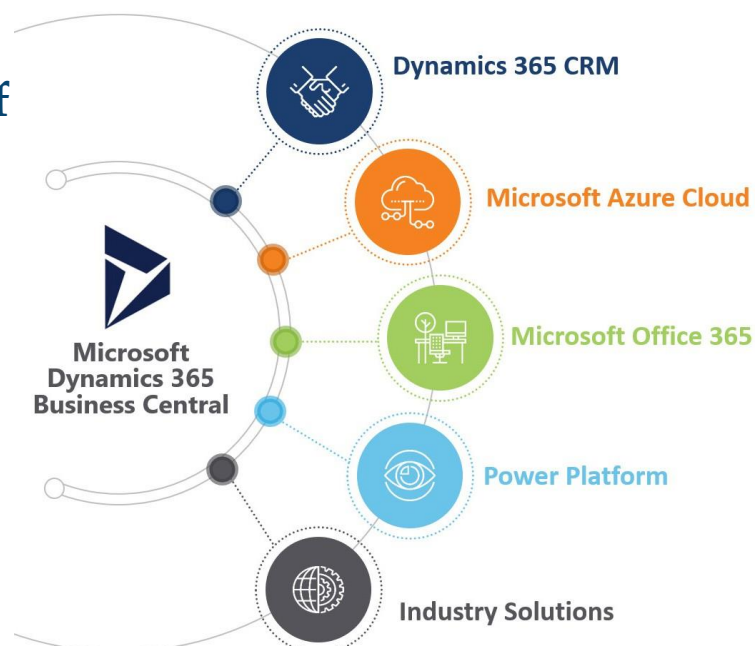 f
Dynamics 365 CRM
Microsoft Azure Cloud
Microsoft Office 365
Microsoft
Dynamics 365
Business Central
Power Platform
Industry Solutions